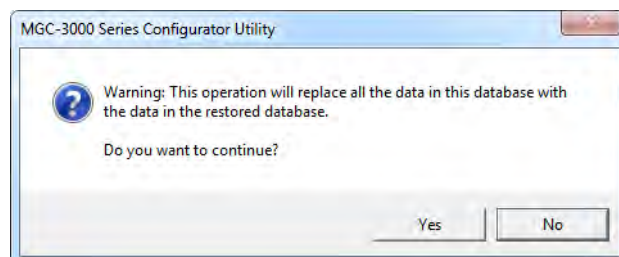 MGC-3000 Series Configurator Utility
Warning: This operation will replace all the data in this database with
the data in the restored database.
Do you want to continue?
Yes No